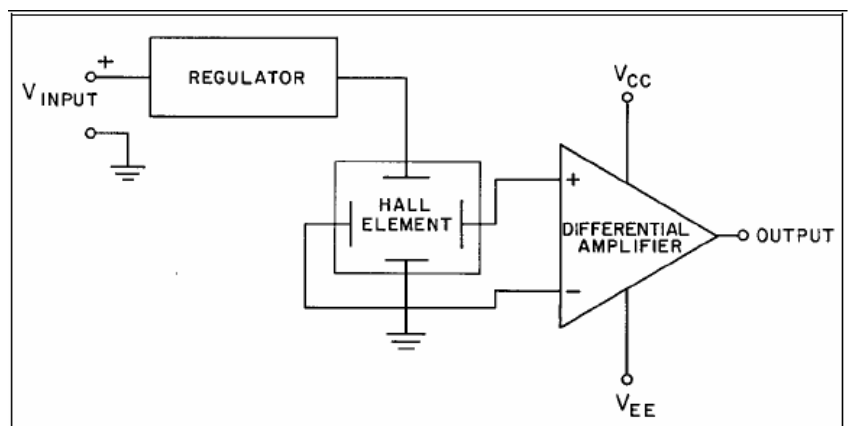 +
V INPUT
REGULATOR
VCC
HALL
ELEMENT
+
DIFFERENTIAL
AMPLIFIER
−
OUTPUT
VEE